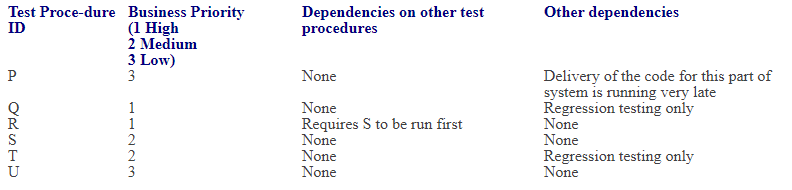 Test Proce-dure Business Priority Dependencies on other test Other dependencies
ID (1 High procedures
2 Medium
3 Low)
P 3 None Delivery of the code for this part of
system is running very late
Q 1 None Regression testing only
R 1 Requires S to be run first None
S 2 None None
T 2 None Regression testing only
U 3 None None